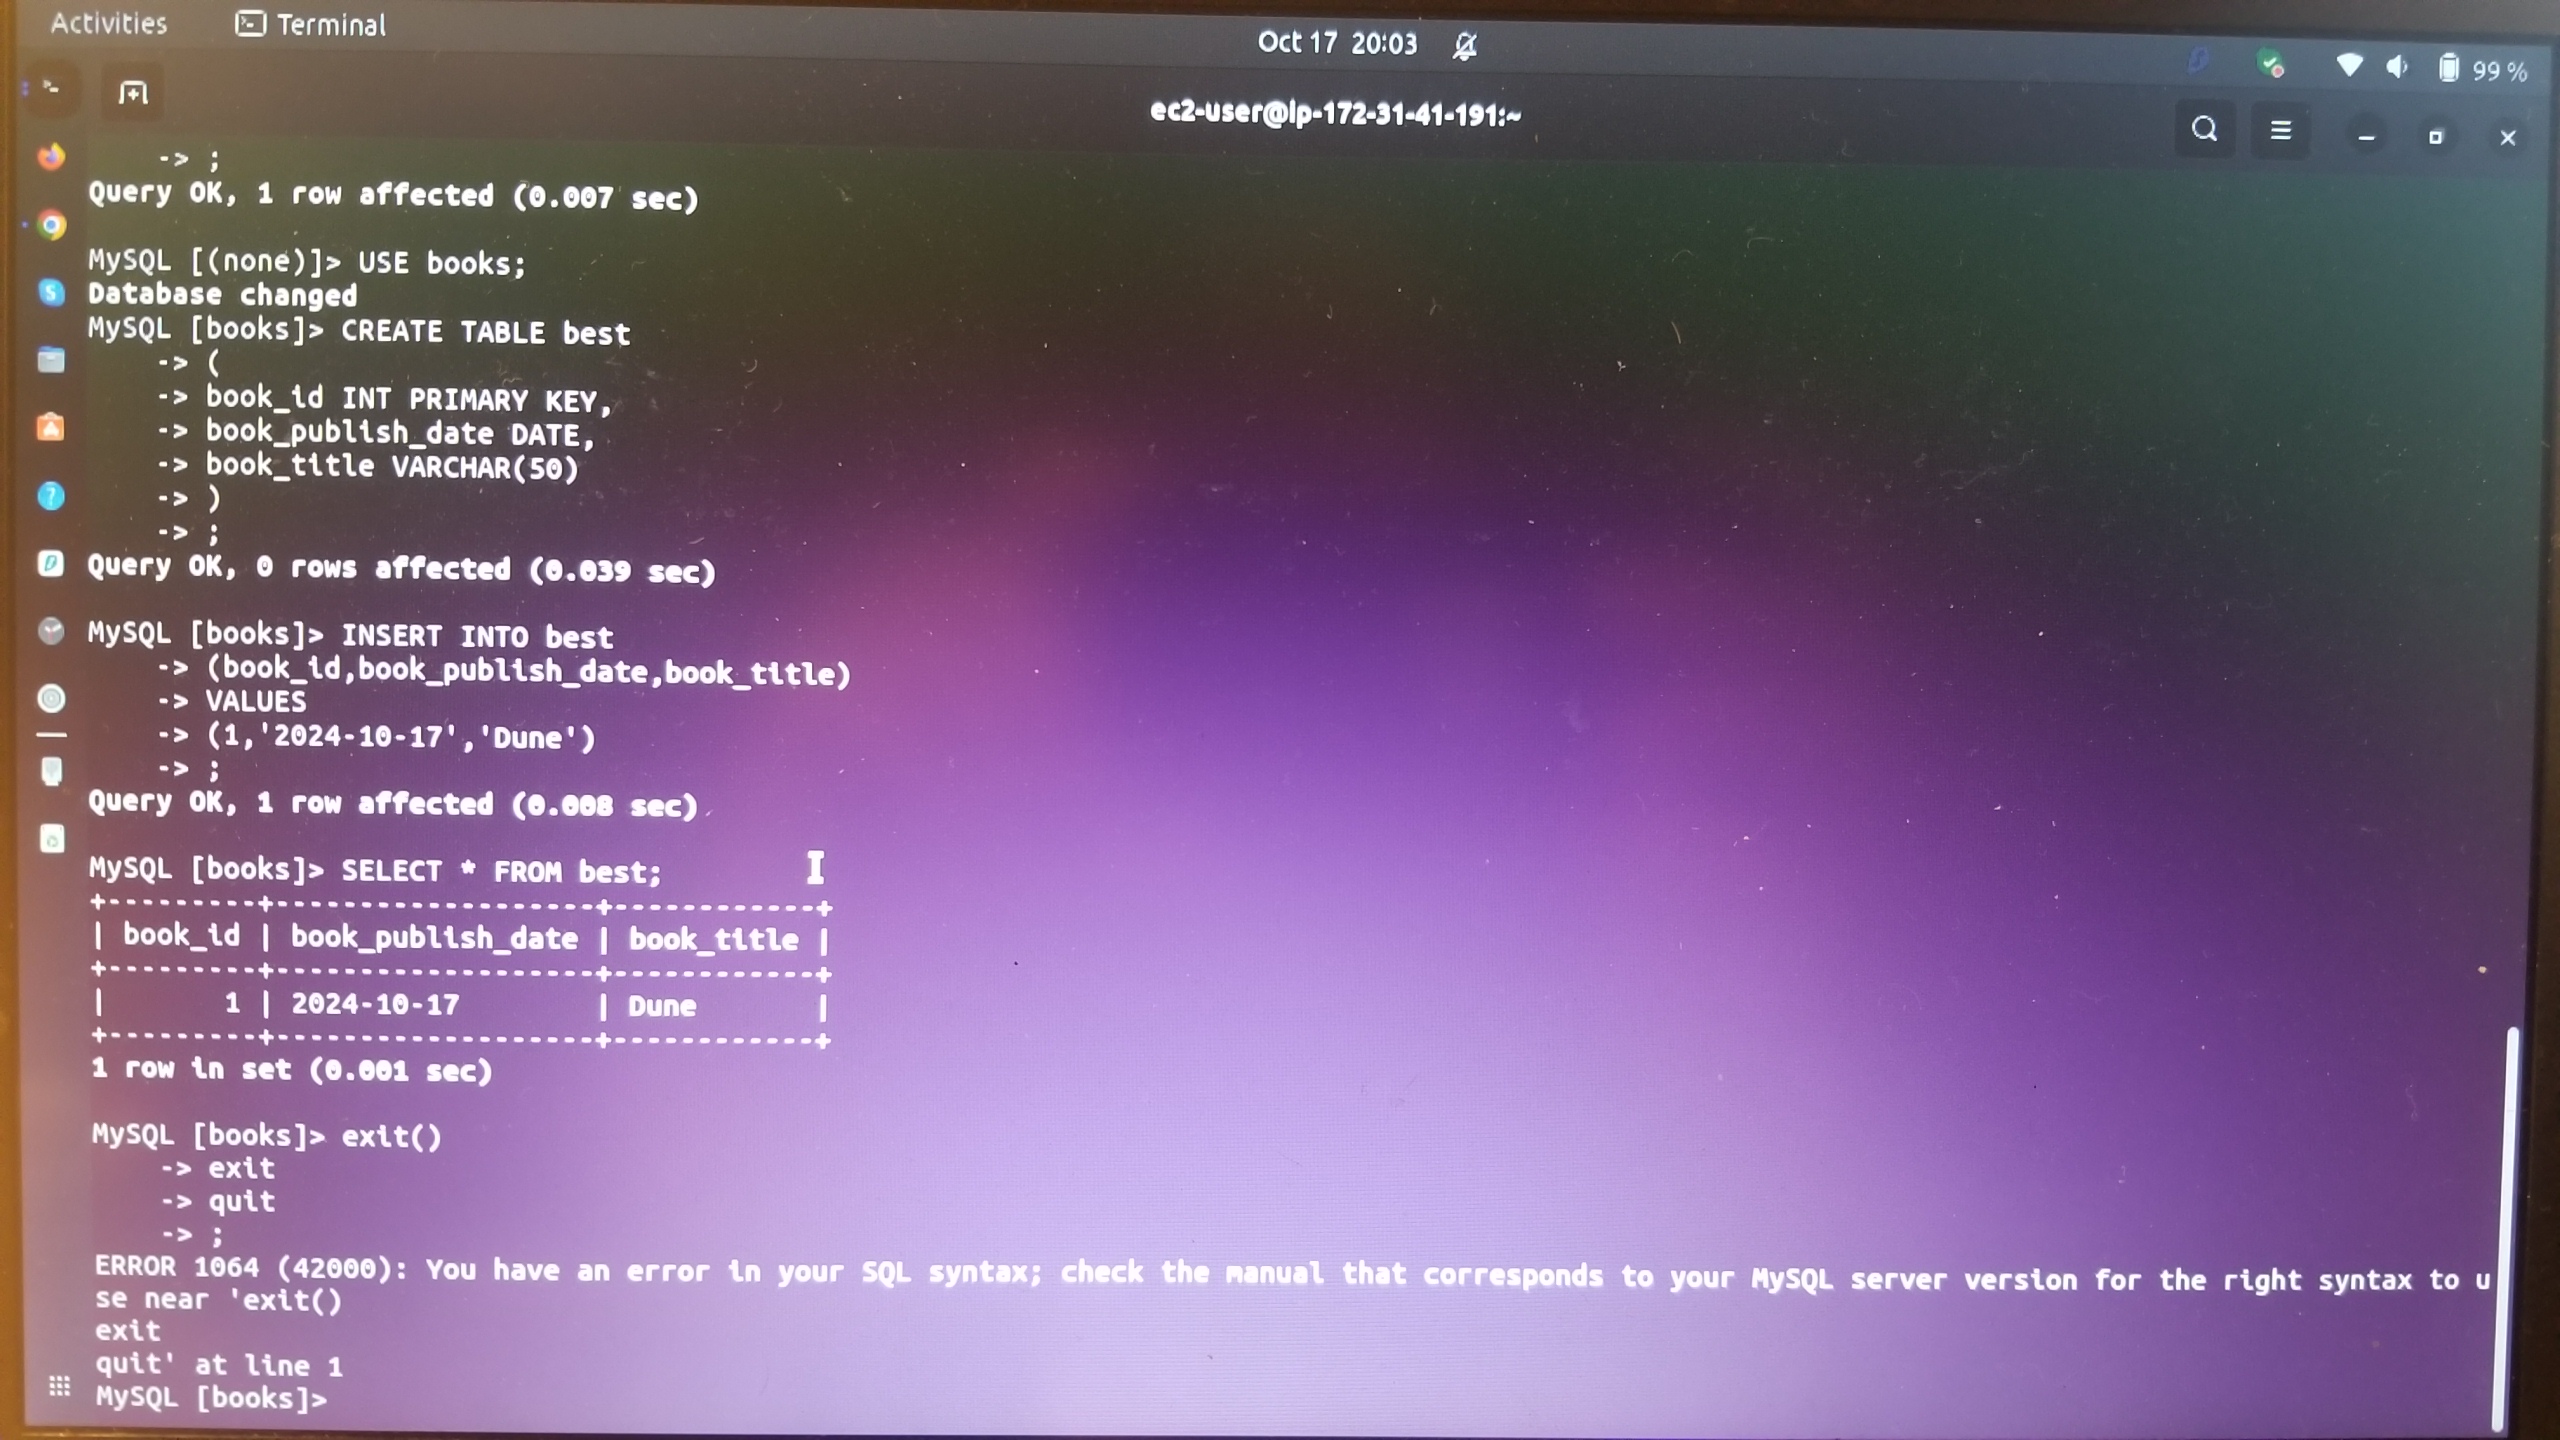 Activities
Terminal
Oct 17 20:03
99 %
ec2-user@ip-172-31-41-191:~
-> ;
Query OK, 1 row affected (0.007 sec)
MySQL [(none)]> USE books;
Database changed
MySQL [books]> CREATE TABLE best
-> (
-> book_id INT PRIMARY KEY,
-> book_publish_date DATE,
-> book_title VARCHAR(50)
-> )
-> ;
Query OK, 0 rows affected (0.039 sec)
MySQL [books]> INSERT INTO best
-> (book_id,book_publish_date,book_title)
-> VALUES
-> (1,'2024-10-17','Dune')
-> ;
Query OK, 1 row affected (0.008 sec)
MySQL [books]> SELECT * FROM best;
+---------+-------------------+------------+
| book_id | book_publish_date | book_title |
+---------+-------------------+------------+
|       1 | 2024-10-17        | Dune       |
+---------+-------------------+------------+
1 row in set (0.001 sec)
MySQL [books]> exit()
-> exit
-> quit
-> ;
ERROR 1064 (42000): You have an error in your SQL syntax; check the manual that corresponds to your MySQL server version for the right syntax to u
se near 'exit()
exit
quit' at line 1
MySQL [books]>